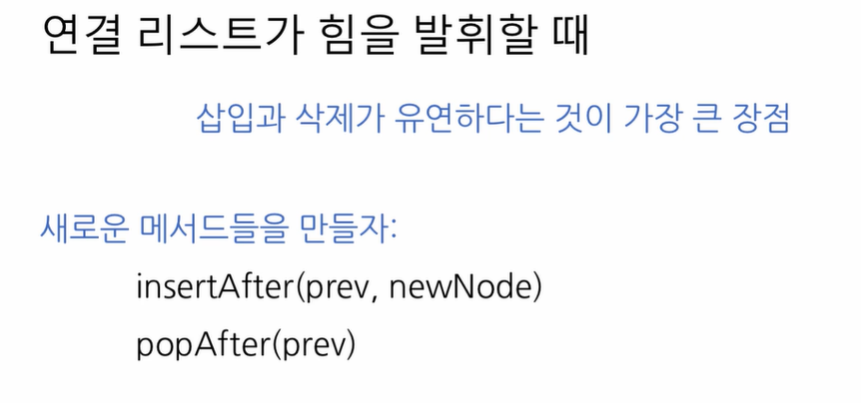 연결 리스트가 힘을 발휘할 때
삽입과 삭제가 유연하다는 것이 가장 큰 장점
새로운 메서드들을 만들자:
insertAfter(prev, newNode)
popAfter(prev)